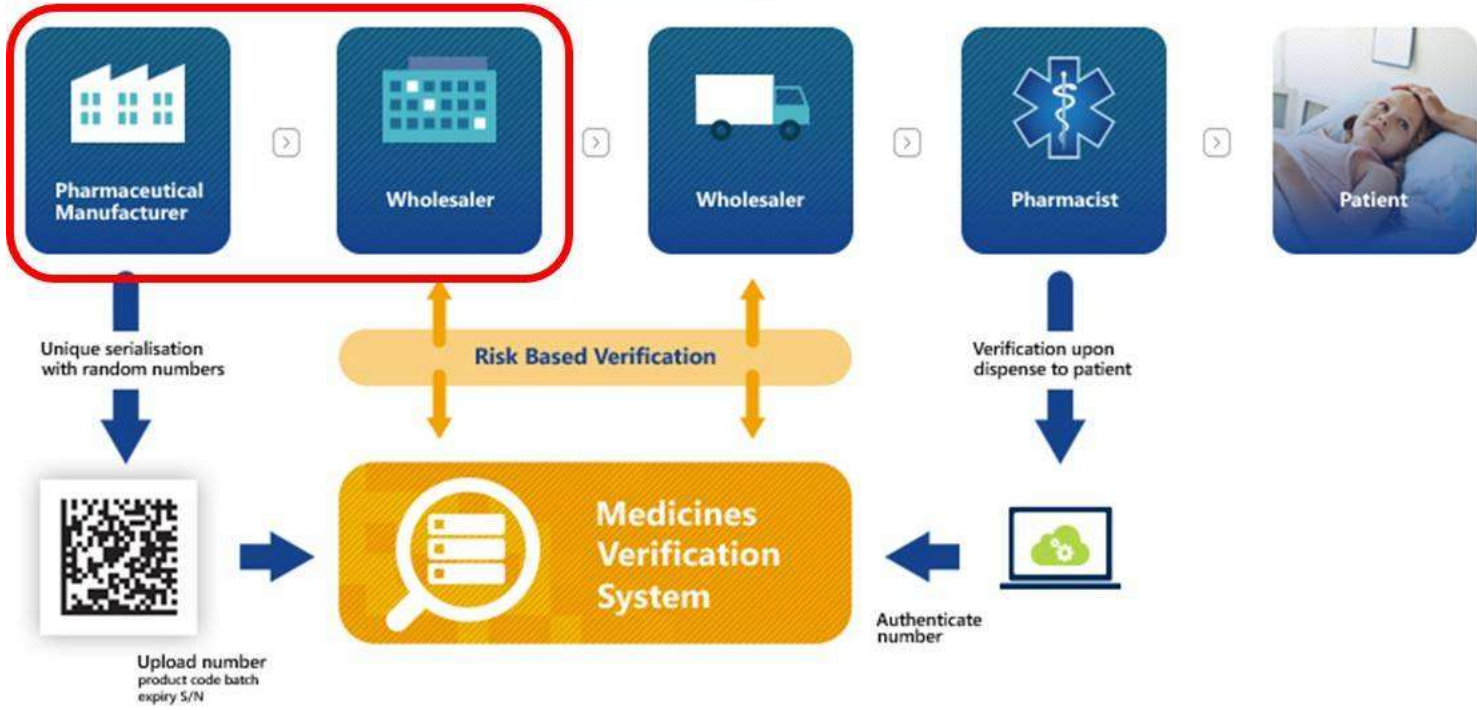 Pharmaceutical
Manufacturer
Wholesaler
Wholesaler
Pharmacist
Patient
Unique serialisation
with random numbers
Risk Based Verification
Verification upon
dispense to patient
Medicines
Verification
System
Authenticate
number
Upload number
product code batch
expiry S/N